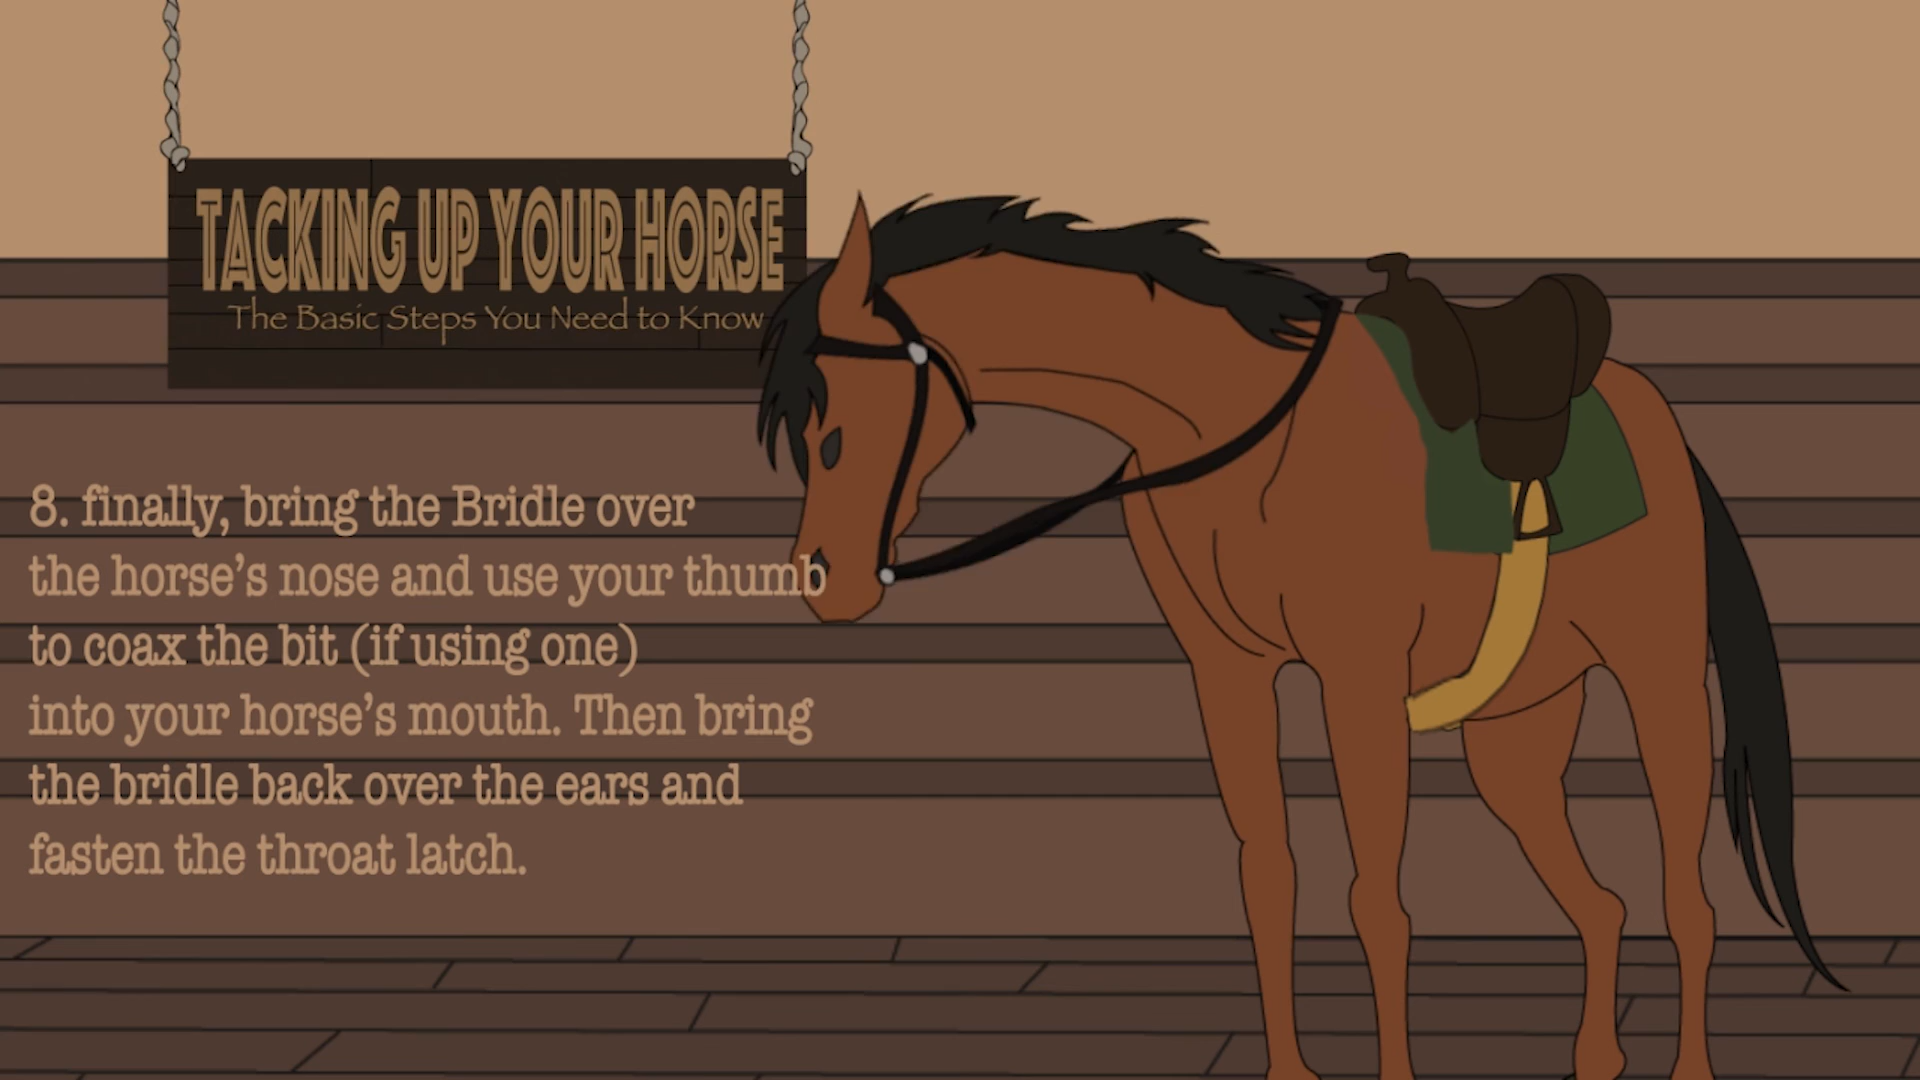 TACKING UP YOUR HORSE
The Basic Steps You Need to Know
8. finally, bring the Bridle over
the horse's nose and use your thumb
to coax the bit (if using one)
into your horse's mouth. Then bring
the bridle back over the ears and
fasten the throat latch.